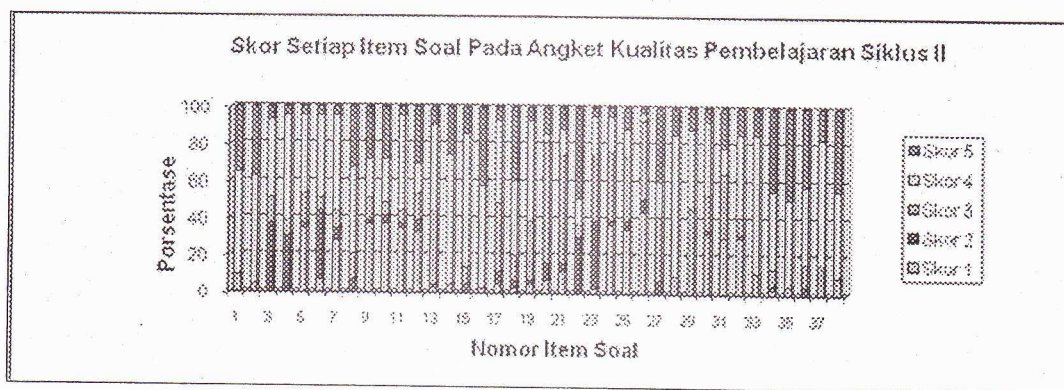 Skor Setiap Item Soal Pada Angket Kualitas Pembelajaran Siklus II
Porsentase
100
80
60
40
20
0
1 3 5 7 9 11 13 15 17 19 21 23 25 27 29 31 33 35 37
Nomor Item Soal
Skor 5
Skor 4
Skor 3
Skor 2
Skor 1